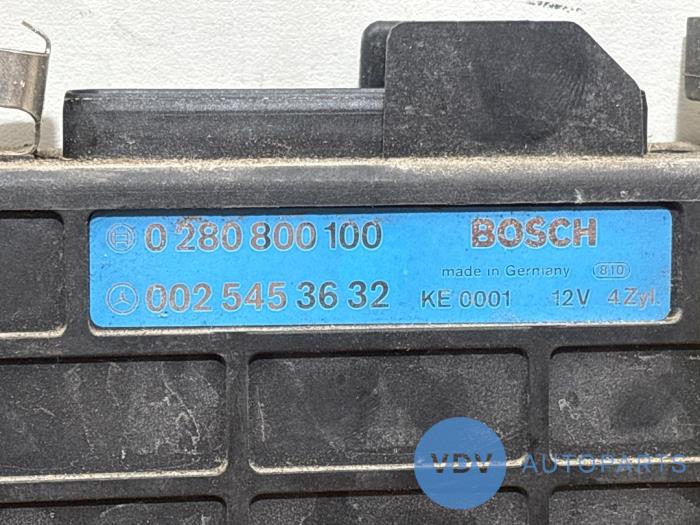 0 280 800 100 BOSCH
made in Germany 810
002 545 36 32 KE 0001 12V 4Zyl.
VDV AUTOPARTS